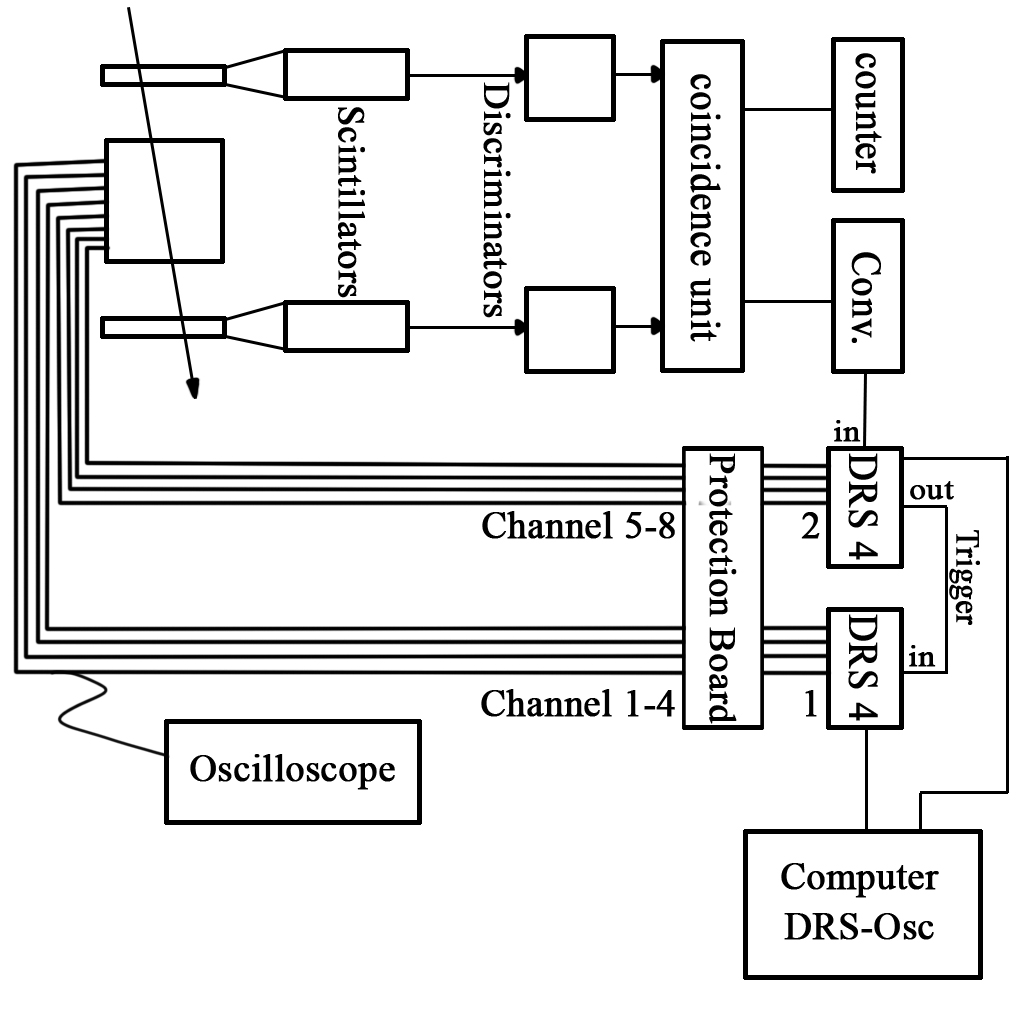 Scintillators
Discriminators
coincidence unit
counter
Conv.
in
DRS 4
out
2
Channel 5-8
Protection Board
Trigger
DRS 4
in
1
Channel 1-4
Oscilloscope
Computer
DRS-Osc